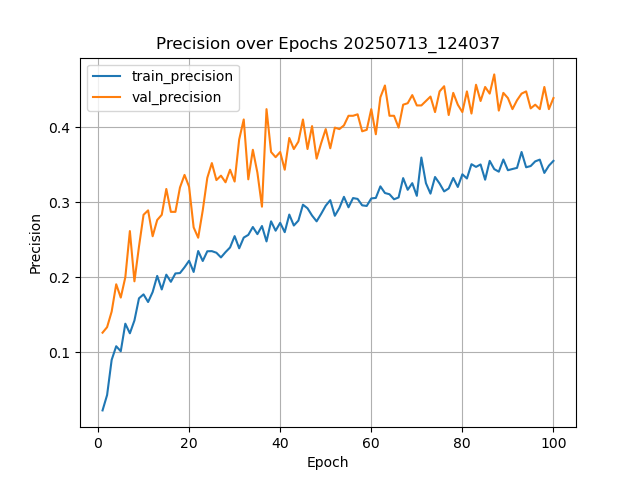 Precision over Epochs 20250713_124037
train_precision
val_precision
0.4
0.3
0.2
0.1
Precision
0 20 40 60 80 100
Epoch